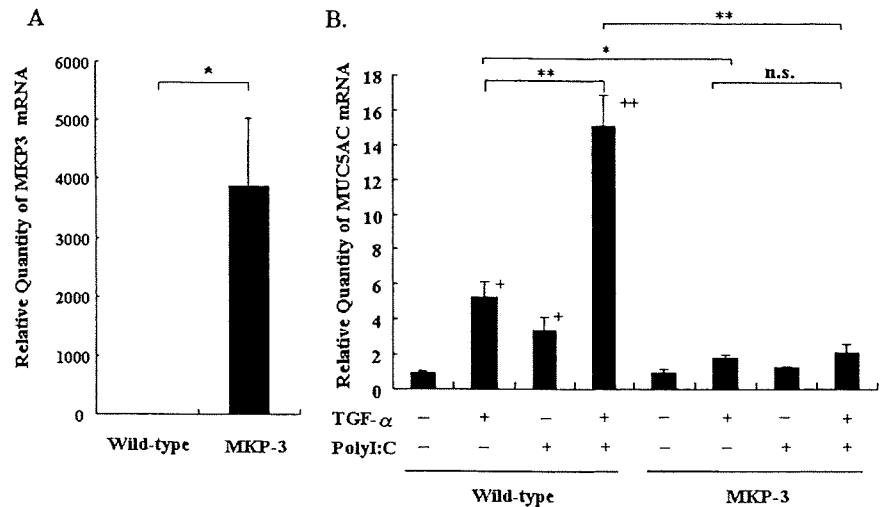 A
B.
Relative Quantity of MKP3 mRNA
6000
5000
4000
3000
2000
1000
0
*
Wild-type MKP-3
Relative Quantity of MUC5AC mRNA
18
16
14
12
10
8
6
4
2
0
**
*
**
n.s.
++
+
+
TGF-α − + − + − + − +
PolyI:C − − + + − − + +
Wild-type MKP-3